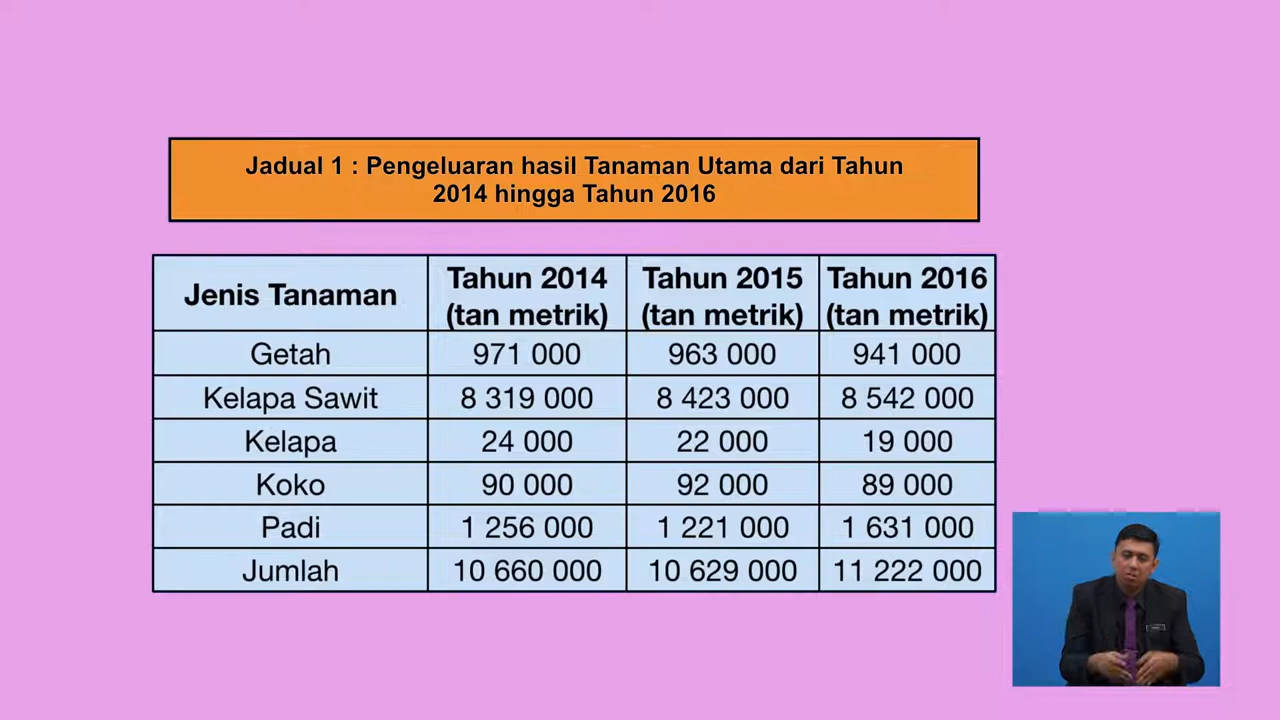 Jadual 1 : Pengeluaran hasil Tanaman Utama dari Tahun
2014 hingga Tahun 2016
Jenis Tanaman Tahun 2014 (tan metrik) Tahun 2015 (tan metrik) Tahun 2016 (tan metrik)
Getah 971 000 963 000 941 000
Kelapa Sawit 8 319 000 8 423 000 8 542 000
Kelapa 24 000 22 000 19 000
Koko 90 000 92 000 89 000
Padi 1 256 000 1 221 000 1 631 000
Jumlah 10 660 000 10 629 000 11 222 000